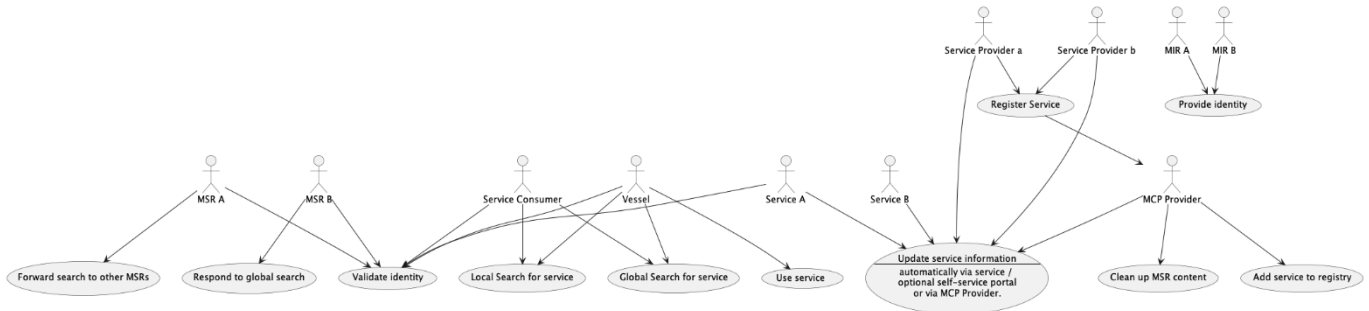 Service Provider a
Service Provider b
MIR A
MIR B
Register Service
Provide identity
MSR A
MSR B
Service Consumer
Vessel
Service A
Service B
MCP Provider
Forward search to other MSRs
Respond to global search
Validate identity
Local Search for service
Global Search for service
Use service
Update service information
automatically via service /
optional self-service portal
or via MCP Provider.
Clean up MSR content
Add service to registry